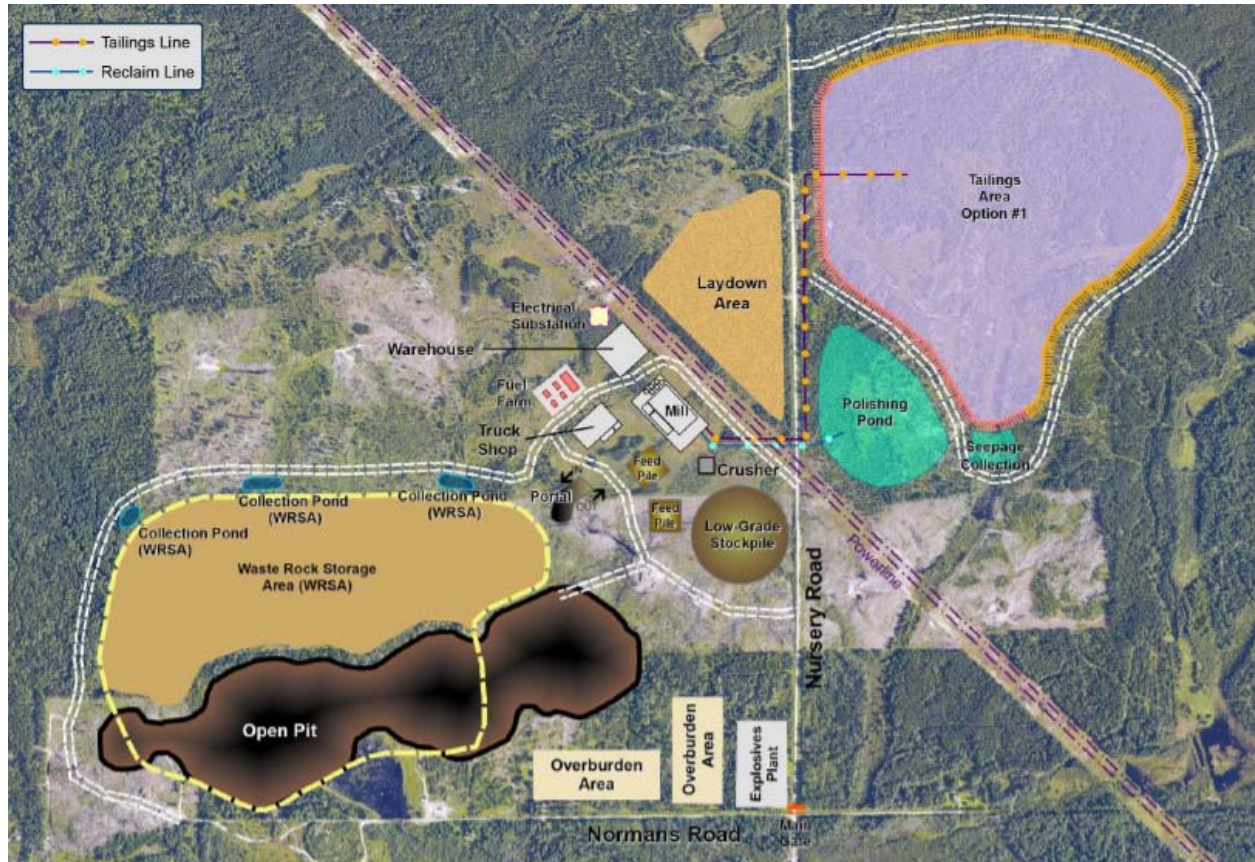 Tailings Line
Reclaim Line
Tailings
Area
Option #1
Laydown
Area
Electrical
Substation
Warehouse
Fuel
Farm
Mill
Truck
Shop
Polishing
Pond
Seepage
Collection
Feed
Pile
Crusher
IN
Portal
OUT
Collection Pond
(WRSA)
Collection Pond
(WRSA)
Collection Pond
(WRSA)
Feed
Pile
Low-Grade
Stockpile
Waste Rock Storage
Area (WRSA)
Powerline
Nursery Road
Open Pit
Overburden
Area
Overburden
Area
Explosives
Plant
Normans Road
Main
Gate